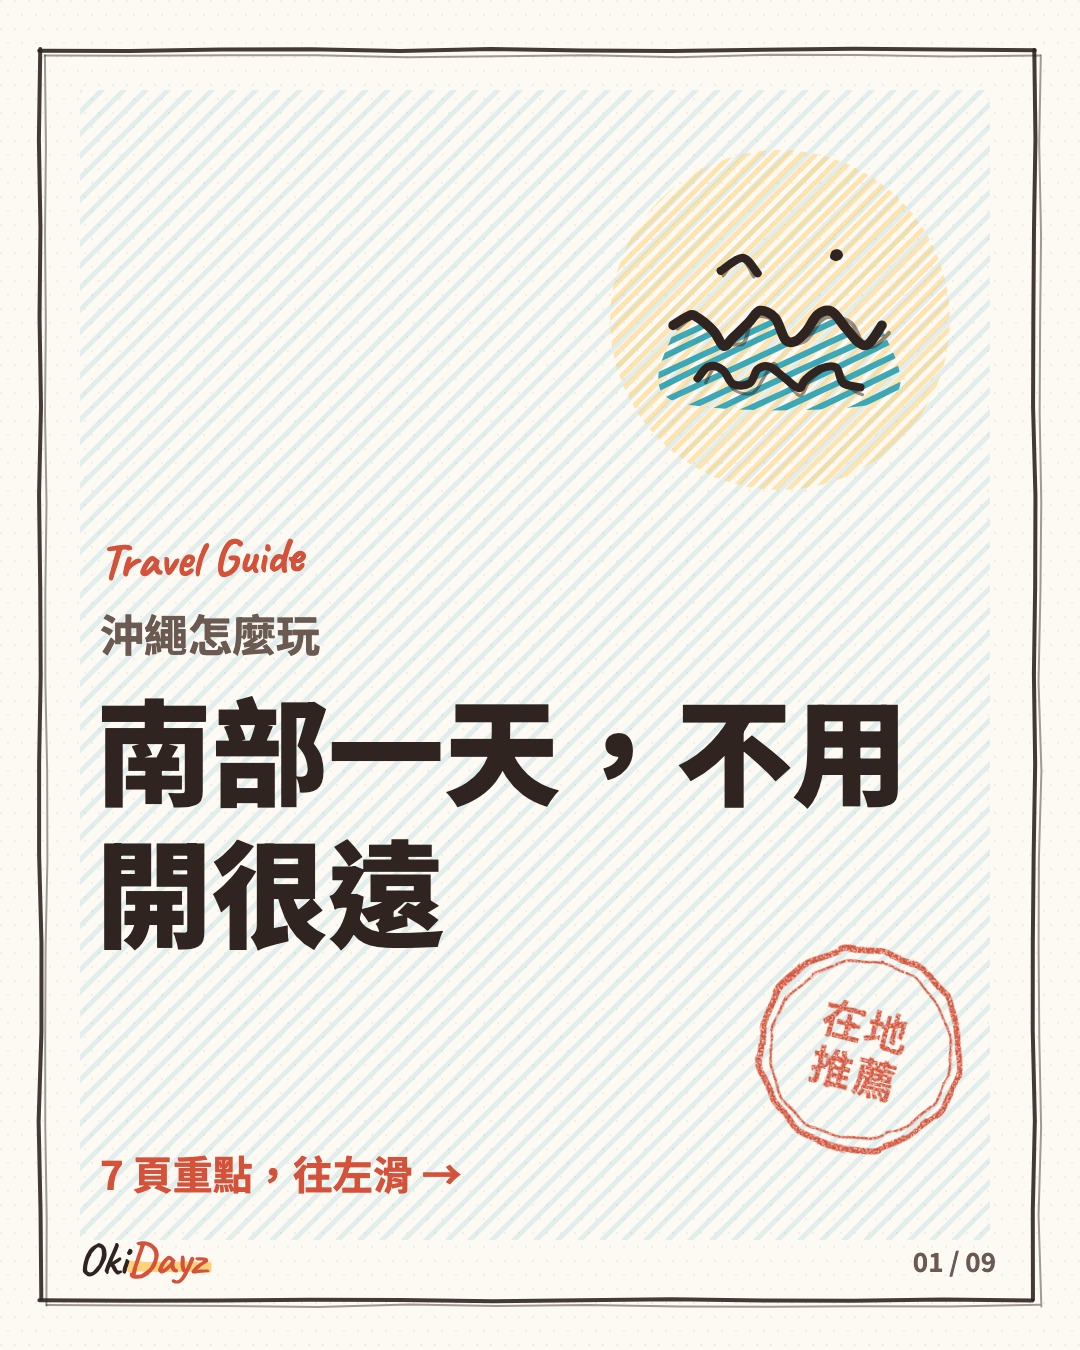 Travel Guide
沖繩怎麼玩
南部一天，不用
開很遠
在地
推薦
7 頁重點，往左滑 →
OkiDayz
01 / 09